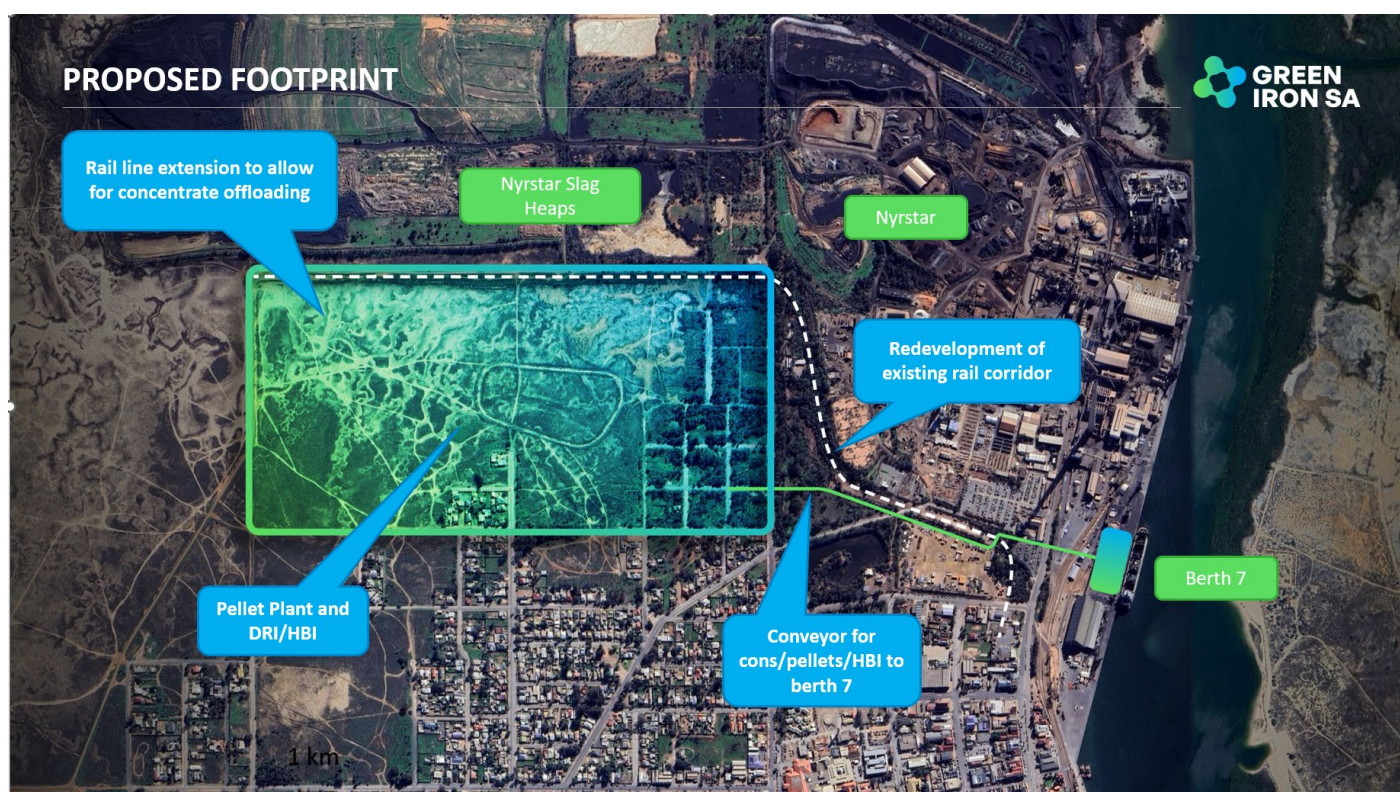 PROPOSED FOOTPRINT
GREEN
IRON SA
Rail line extension to allow
for concentrate offloading
Nyrstar Slag
Heaps
Nyrstar
Redevelopment of
existing rail corridor
Berth 7
Pellet Plant and
DRI/HBI
Conveyor for
cons/pellets/HBI to
berth 7
1 km